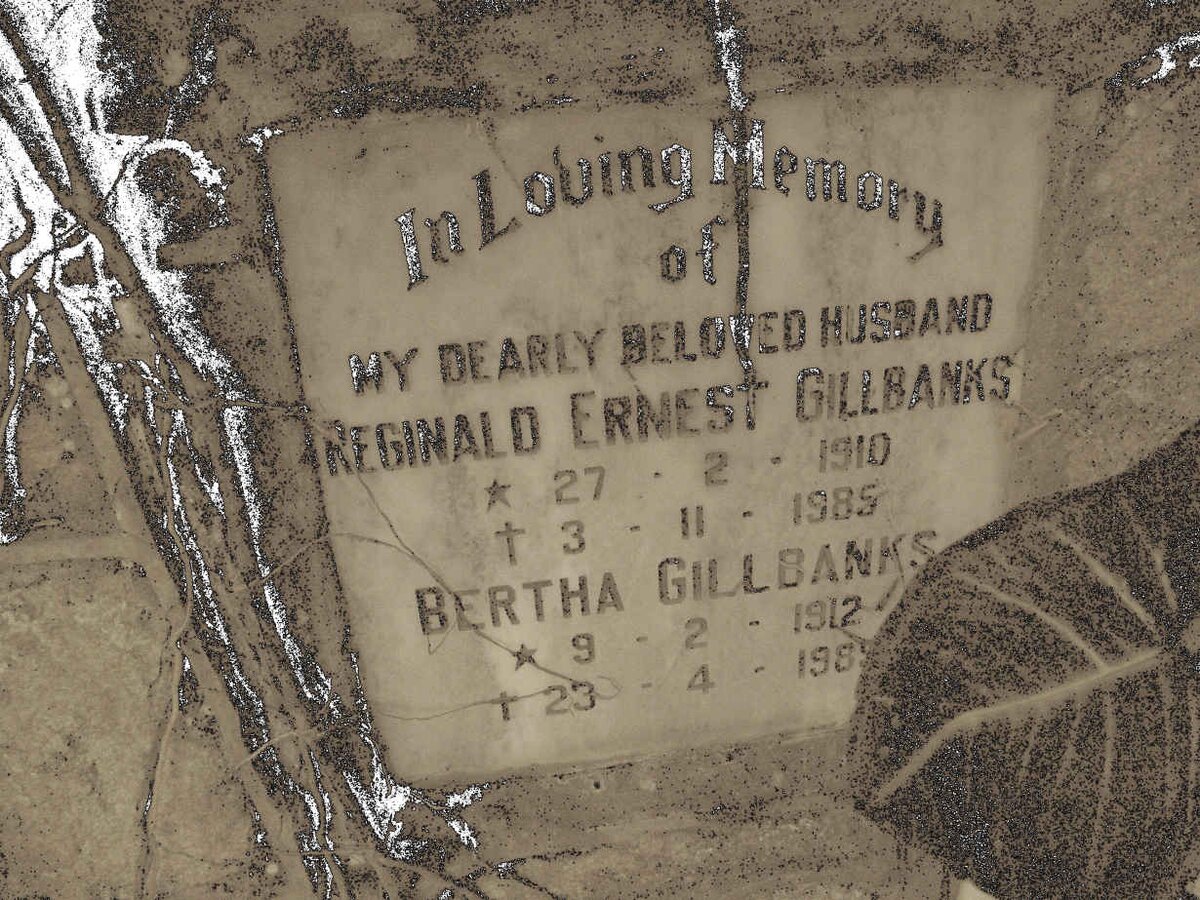 In Loving Memory
of
MY DEARLY BELOVED HUSBAND
REGINALD ERNEST GILLBANKS
★ 27 - 2 - 1910
† 3 - 11 - 1985
BERTHA GILLBANKS
★ 9 - 2 - 1912
† 23 - 4 -